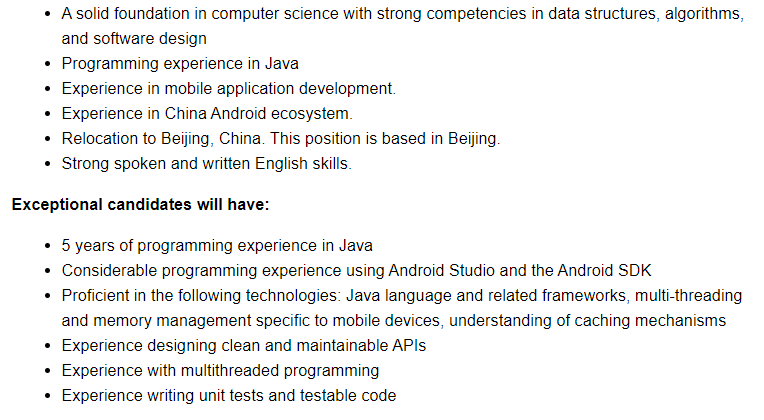 • A solid foundation in computer science with strong competencies in data structures, algorithms,
and software design
• Programming experience in Java
• Experience in mobile application development.
• Experience in China Android ecosystem.
• Relocation to Beijing, China. This position is based in Beijing.
• Strong spoken and written English skills.
Exceptional candidates will have:
• 5 years of programming experience in Java
• Considerable programming experience using Android Studio and the Android SDK
• Proficient in the following technologies: Java language and related frameworks, multi-threading
and memory management specific to mobile devices, understanding of caching mechanisms
• Experience designing clean and maintainable APIs
• Experience with multithreaded programming
• Experience writing unit tests and testable code